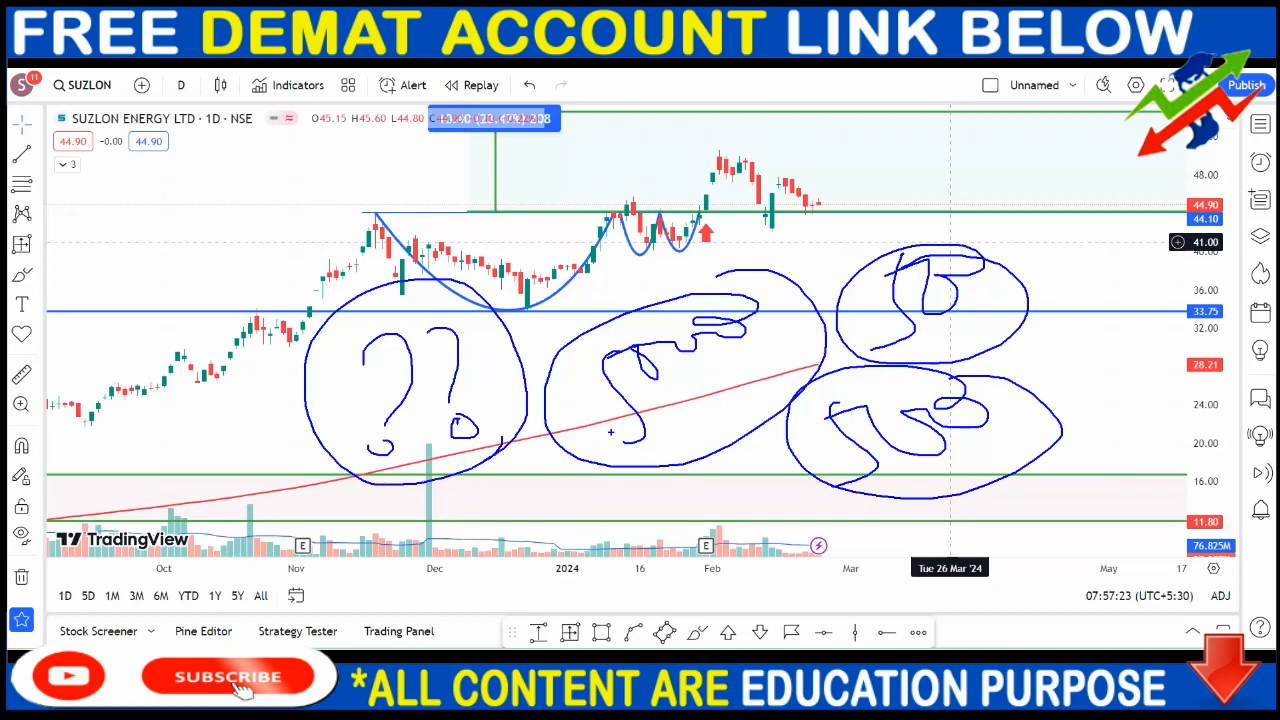 FREE DEMAT ACCOUNT LINK BELOW
S 11 SUZLON D Indicators Alert Replay Unnamed Publish
SUZLON ENERGY LTD · 1D · NSE O45.15 H45.60 L44.80
44.90 −0.00 44.90
3
48.00
44.90
44.10
41.00
36.00
33.75
32.00
28.21
24.00
20.00
16.00
11.80
76.825M
TradingView
E E
Oct Nov Dec 2024 16 Feb Mar Tue 26 Mar '24 May 17
1D 5D 1M 3M 6M YTD 1Y 5Y All 07:57:23 (UTC+5:30) ADJ
Stock Screener Pine Editor Strategy Tester Trading Panel
SUBSCRIBE
*ALL CONTENT ARE EDUCATION PURPOSE